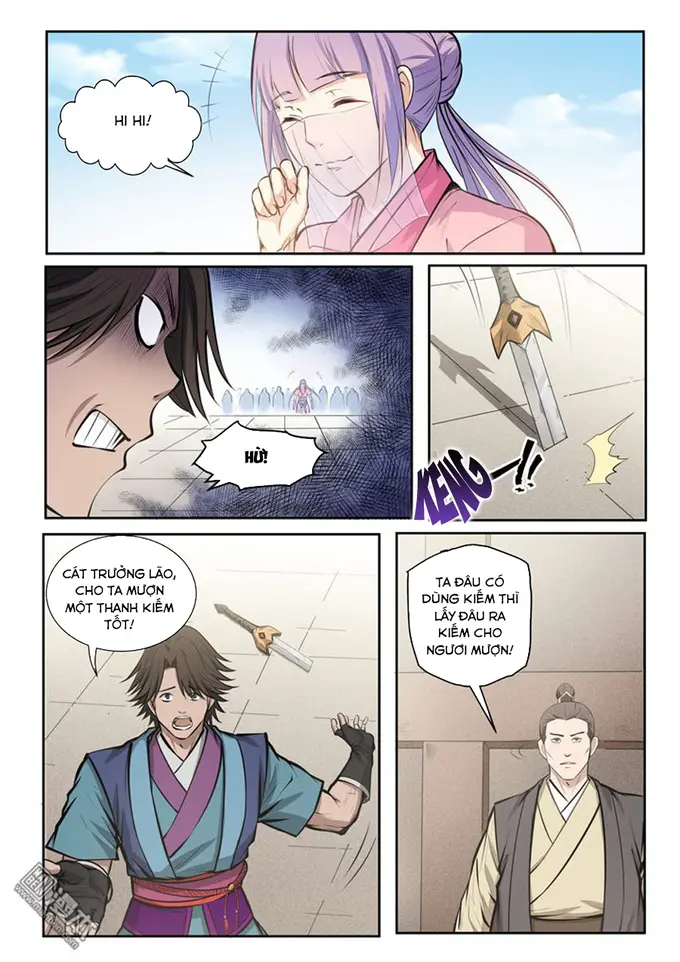 HI HI!
HỪ!
KENG—!!
CÁT TRƯỞNG LÃO,
CHO TA MƯỢN
MỘT THANH KIẾM
TỐT!
TA ĐÂU CÓ
DÙNG KIẾM THÌ
LẤY ĐÂU RA
KIẾM CHO
NGƯƠI MƯỢN!